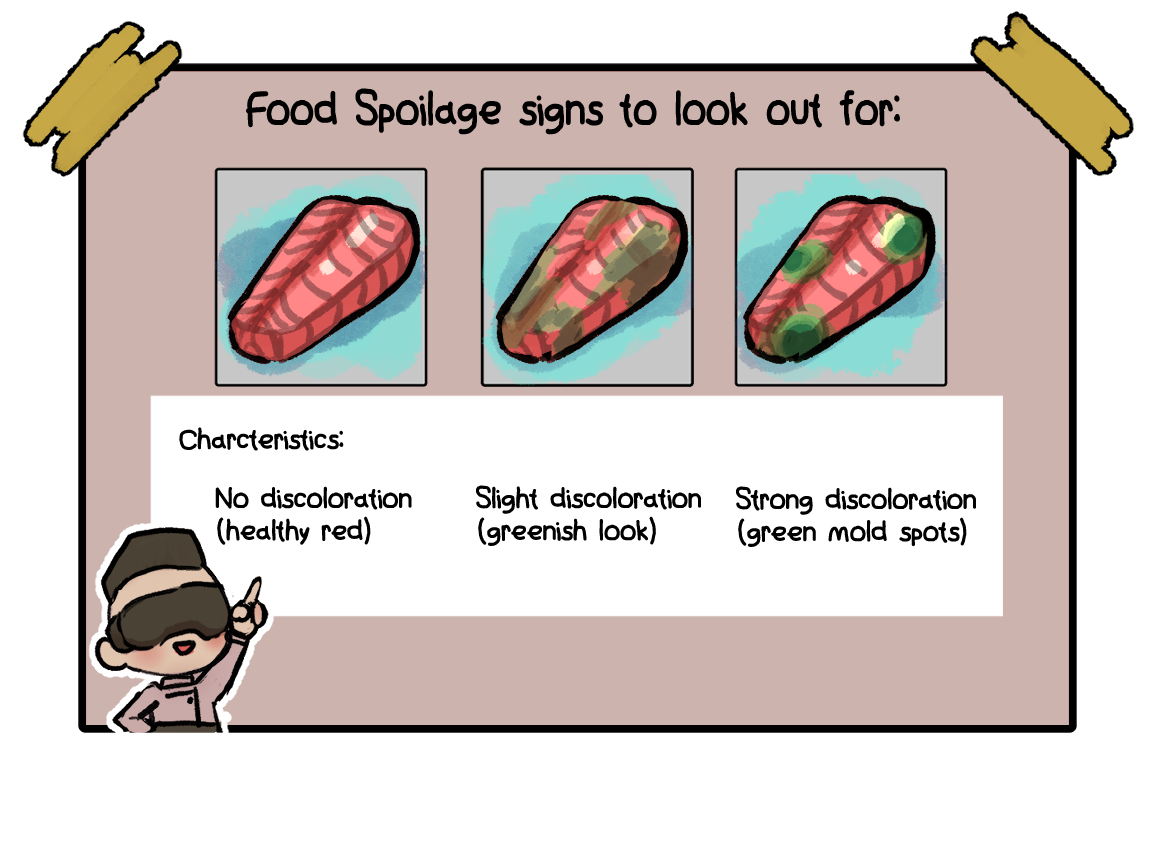 Food Spoilage signs to look out for:
Charcteristics:
No discoloration
(healthy red)
Slight discoloration
(greenish look)
Strong discoloration
(green mold spots)